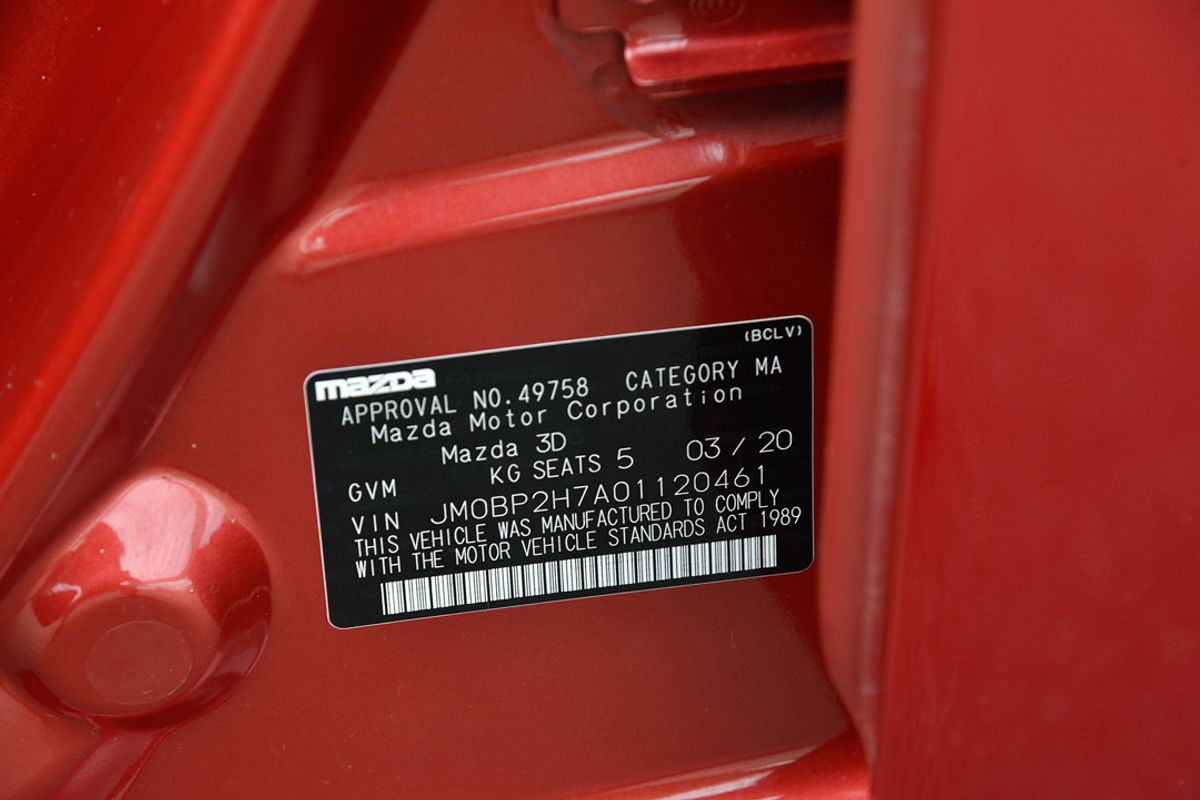 (BCLV)
mazda
APPROVAL NO.49758 CATEGORY MA
Mazda Motor Corporation
Mazda 3D
GVM KG SEATS 5 03/20
VIN JM0BP2H7A01120461
THIS VEHICLE WAS MANUFACTURED TO COMPLY
WITH THE MOTOR VEHICLE STANDARDS ACT 1989